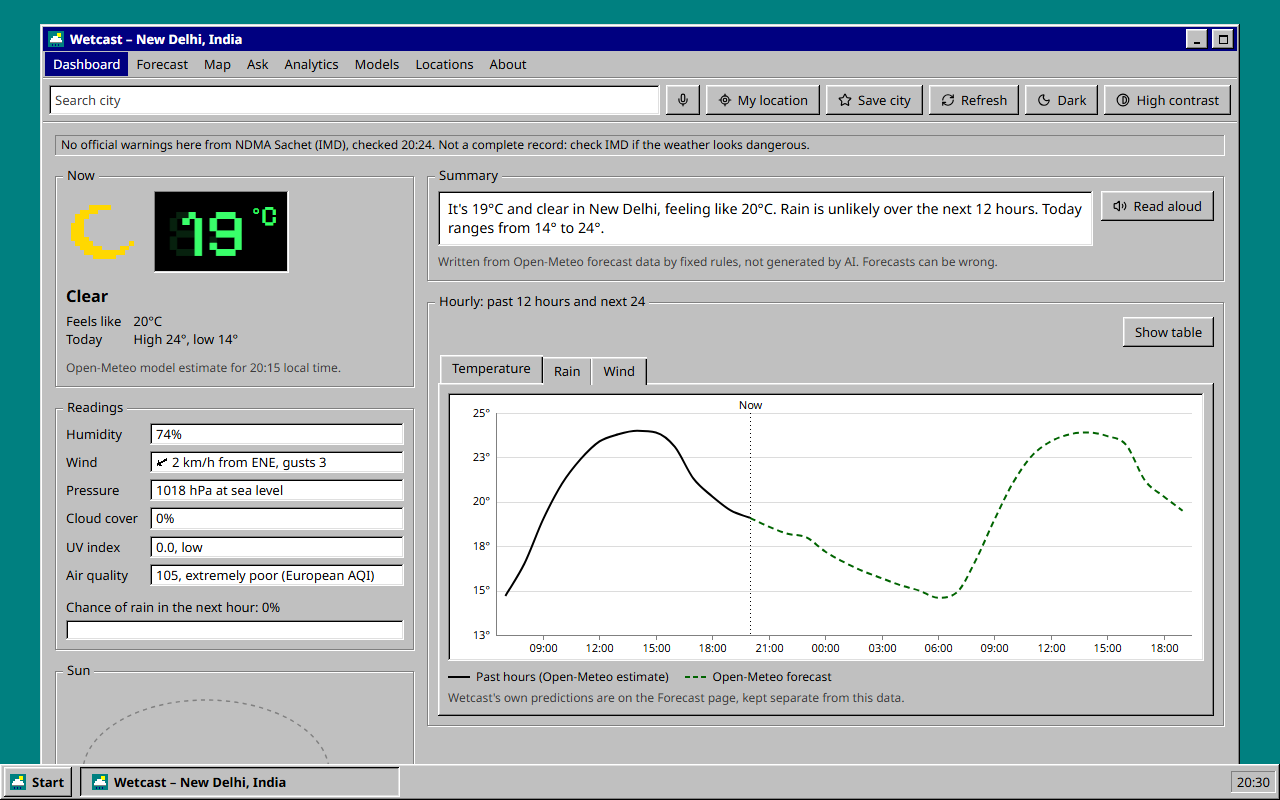 Wetcast – New Delhi, India
Dashboard Forecast Map Ask Analytics Models Locations About
Search city
My location
Save city
Refresh
Dark
High contrast
No official warnings here from NDMA Sachet (IMD), checked 20:24. Not a complete record: check IMD if the weather looks dangerous.
Now
19 °C
Clear
Feels like 20°C
Today High 24°, low 14°
Open-Meteo model estimate for 20:15 local time.
Readings
Humidity 74%
Wind 2 km/h from ENE, gusts 3
Pressure 1018 hPa at sea level
Cloud cover 0%
UV index 0.0, low
Air quality 105, extremely poor (European AQI)
Chance of rain in the next hour: 0%
Sun
Summary
It's 19°C and clear in New Delhi, feeling like 20°C. Rain is unlikely over the next 12 hours. Today
ranges from 14° to 24°.
Read aloud
Written from Open-Meteo forecast data by fixed rules, not generated by AI. Forecasts can be wrong.
Hourly: past 12 hours and next 24
Show table
Temperature Rain Wind
Now
25°
23°
20°
18°
15°
13°
09:00 12:00 15:00 18:00 21:00 00:00 03:00 06:00 09:00 12:00 15:00 18:00
Past hours (Open-Meteo estimate) Open-Meteo forecast
Wetcast's own predictions are on the Forecast page, kept separate from this data.
Start
Wetcast – New Delhi, India
20:30